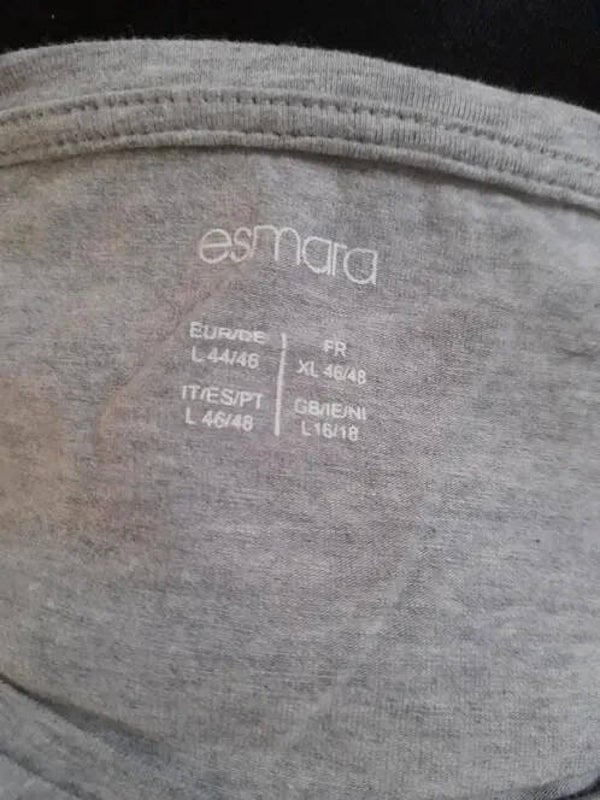 esmara
EUR/DE
L 44/46
FR
XL 46/48
IT/ES/PT
L 46/48
GB/IE/NI
L 16/18